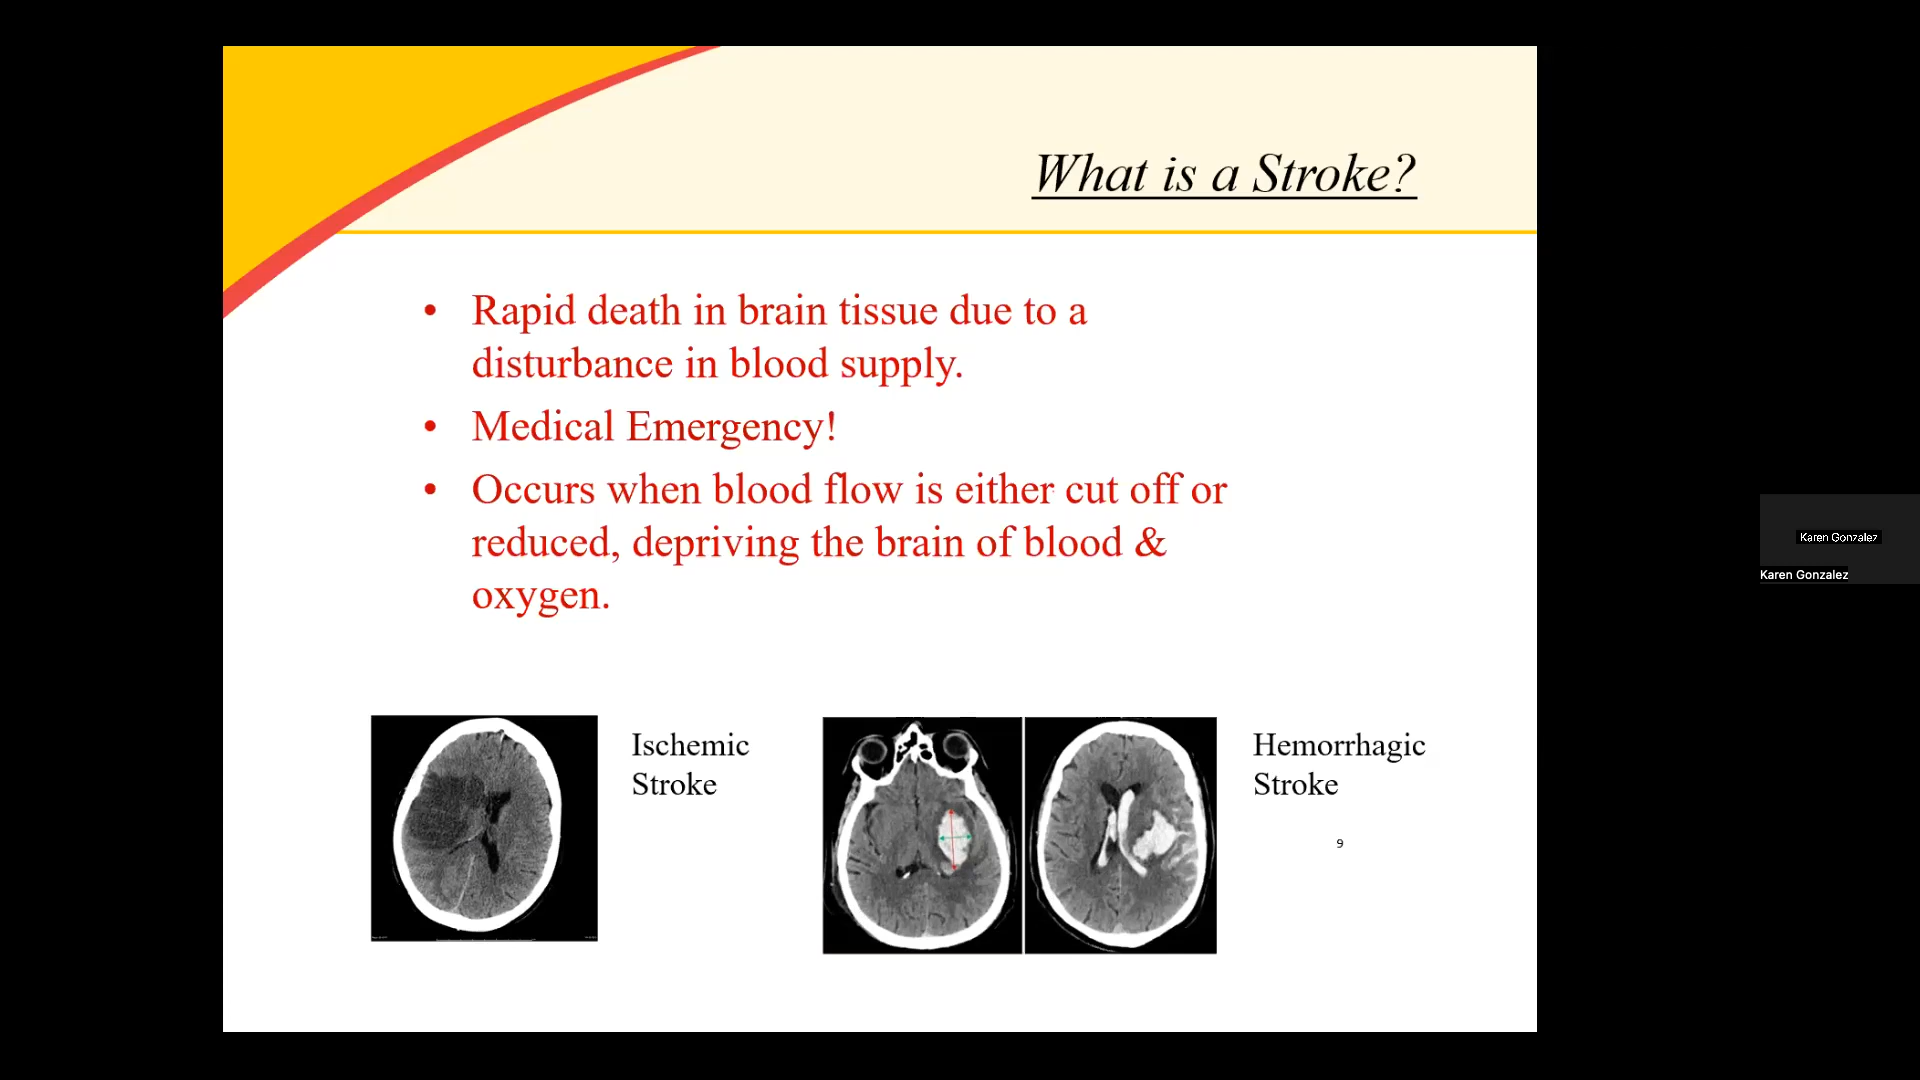 What is a Stroke?
• Rapid death in brain tissue due to a
disturbance in blood supply.
• Medical Emergency!
• Occurs when blood flow is either cut off or
reduced, depriving the brain of blood &
oxygen.
Ischemic
Stroke
Hemorrhagic
Stroke
9
Karen Gonzalez
Karen Gonzalez